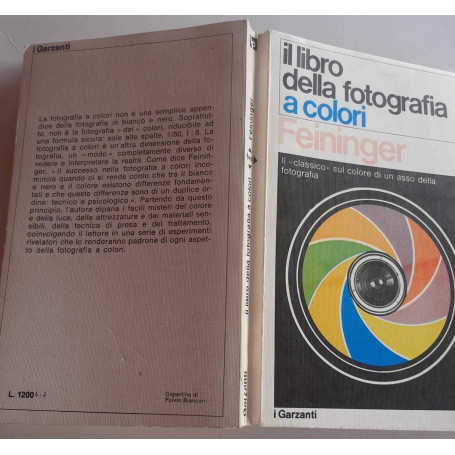 i Garzanti
La fotografia a colori non è una semplice appen-
dice della fotografia in bianco e nero. Soprattut-
to, non è la fotografia « dei » colori, riducibile ad
una formula sicura: sole alle spalle, 1/60, f : 8. La
fotografia a colori è un'altra dimensione della fo-
tografia, un « modo » completamente diverso di
vedere e interpretare la realtà. Come dice Feinin-
ger: « il successo nella fotografia a colori inco-
mincia quando ci si rende conto che tra il bianco
e nero e il colore esistono differenze fondamen-
tali e che queste differenze sono di un duplice or-
dine: tecnico e psicologico ». Partendo da questo
principio, l'autore dipana i facili misteri del colore
e della luce, delle attrezzature e dei materiali sen-
sibili, della tecnica di presa e del trattamento,
coinvolgendo il lettore in una serie di esperimenti
rivelatori che lo renderanno padrone di ogni aspet-
to della fotografia a colori.
L. 1200
Copertina di
Fulvio Bianconi
Feininger
il libro della fotografia a colori
Garzanti
il libro
della fotografia
a colori
Feininger
Il «classico» sul colore di un asso della
fotografia
i Garzanti